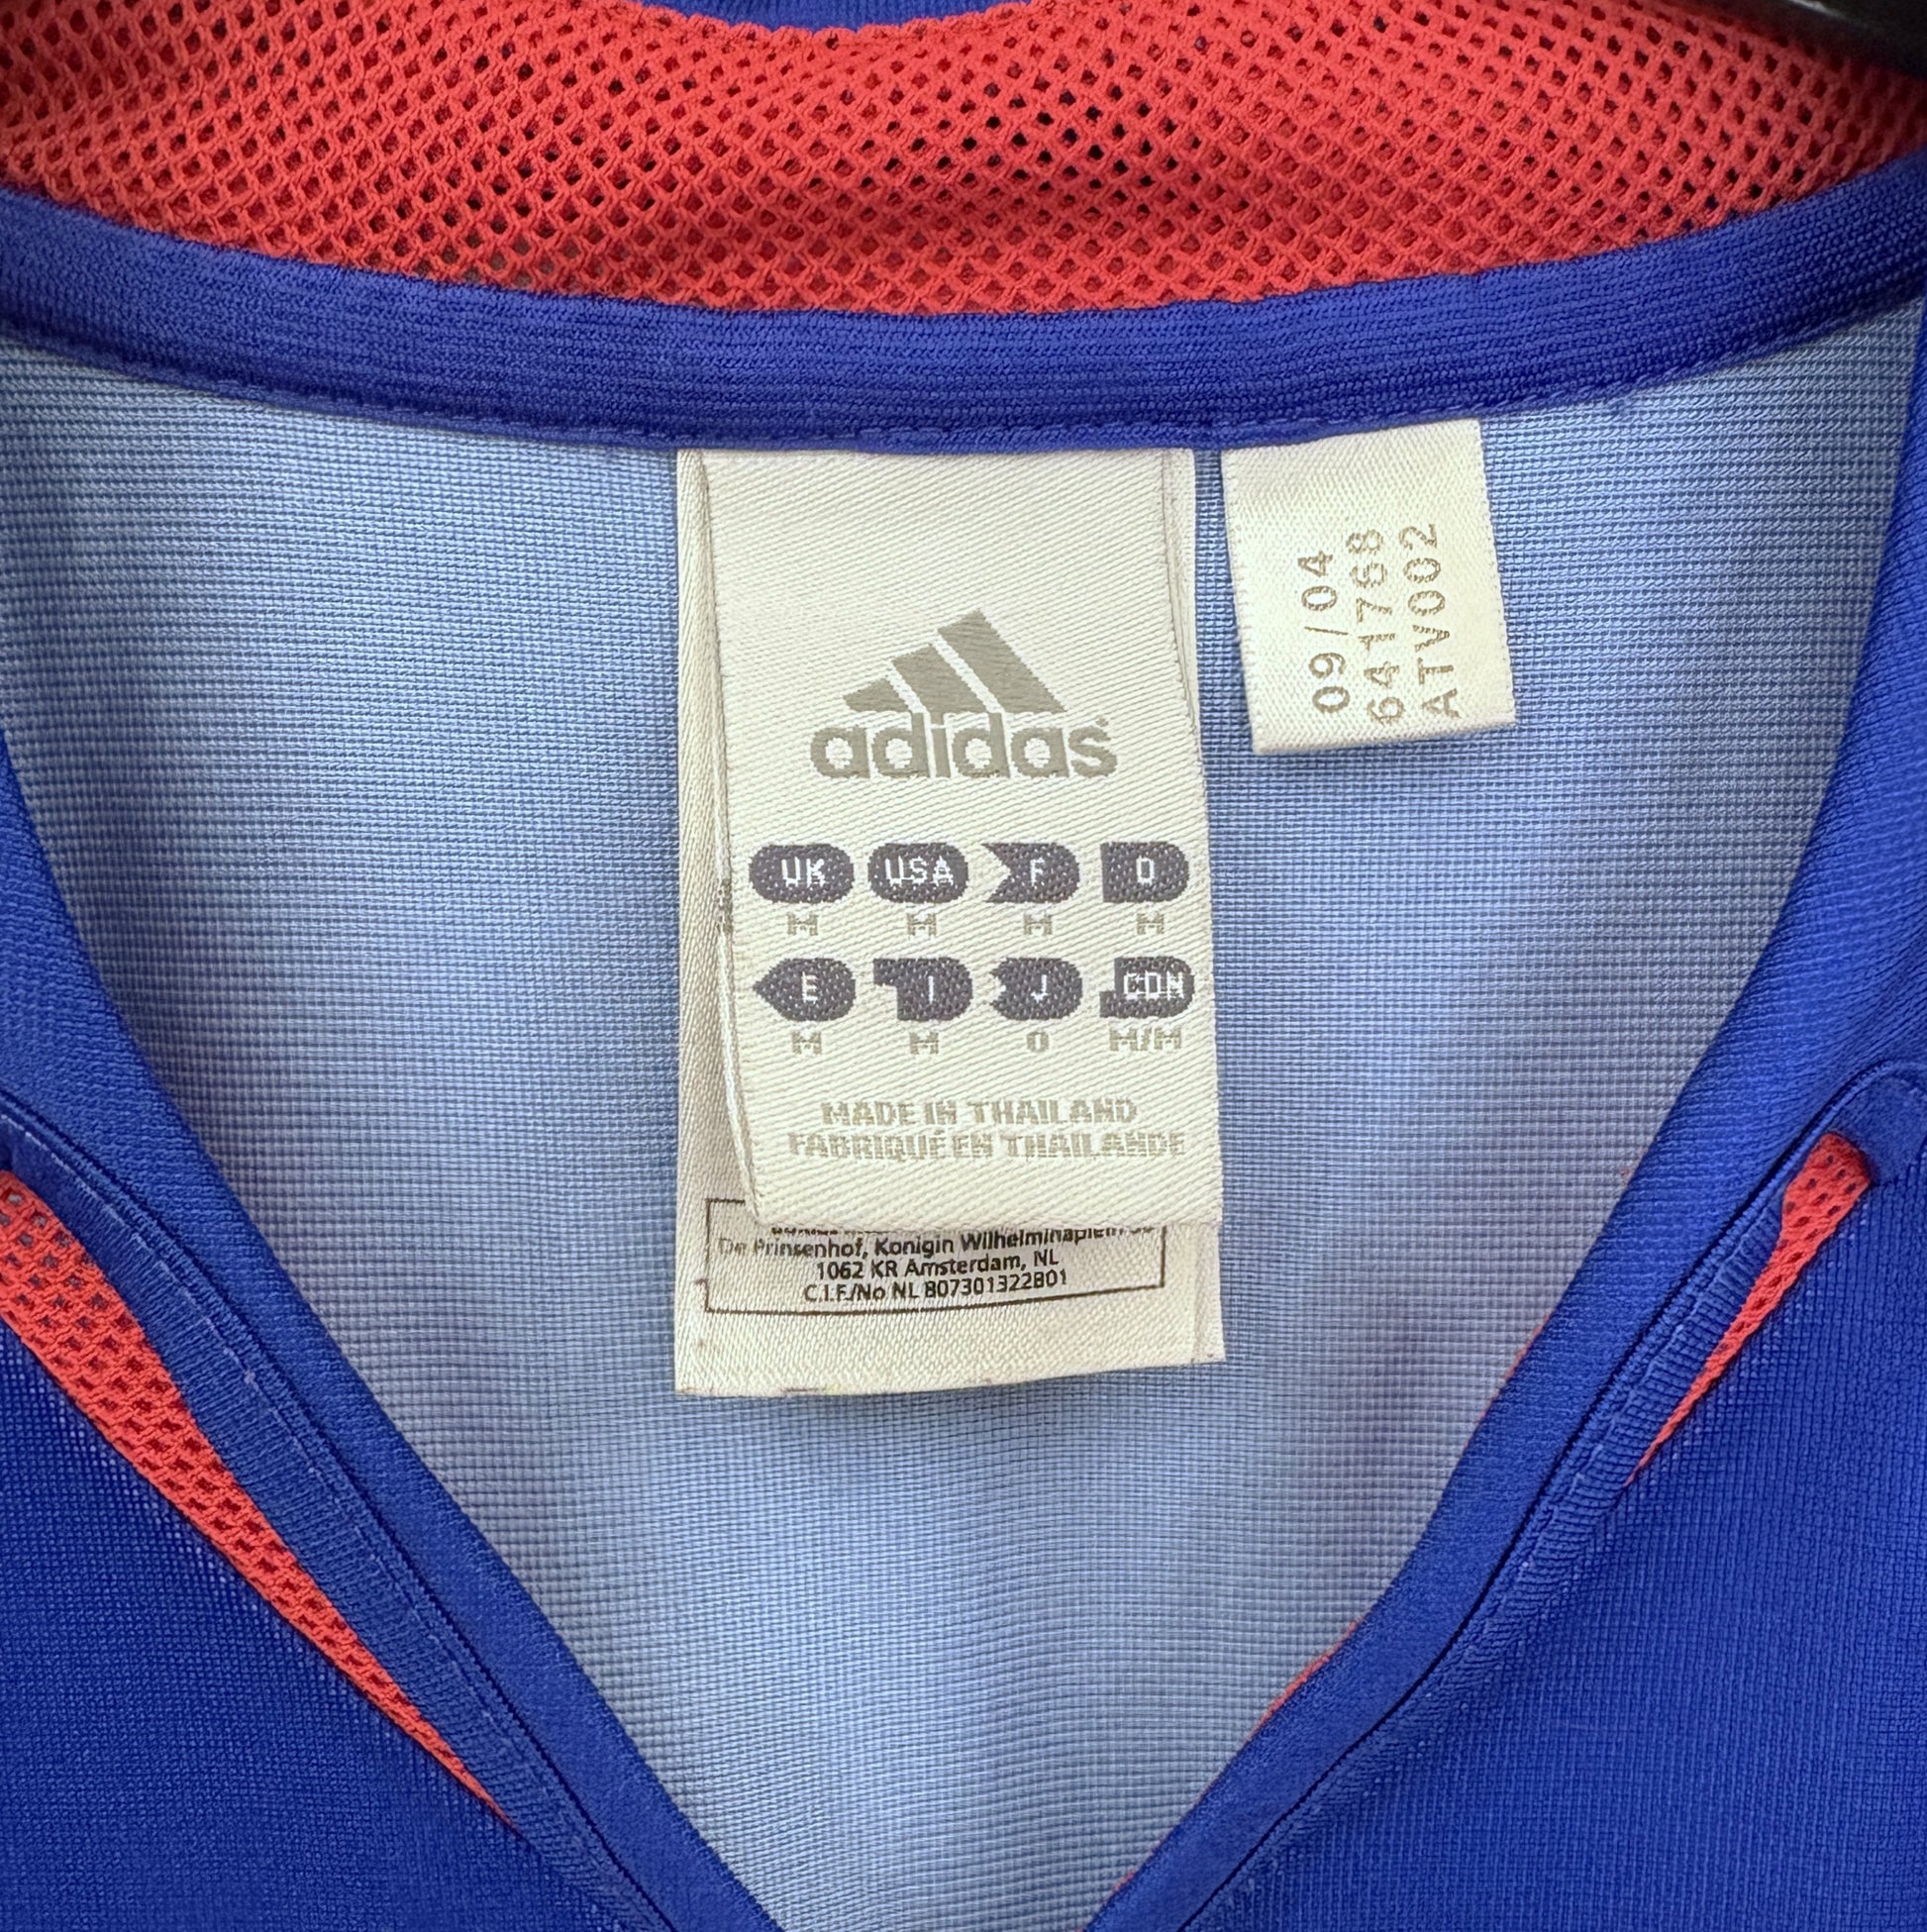 adidas
UK USA F D
M M M M
E I J CDN
M M O M/M
MADE IN THAILAND
FABRIQUÉ EN THAILANDE
De Prinsenhof, Konigin Wilhelminaplein
1062 KR Amsterdam, NL
C.I.F./No NL B07301322B01
09/04
641768
ATV002